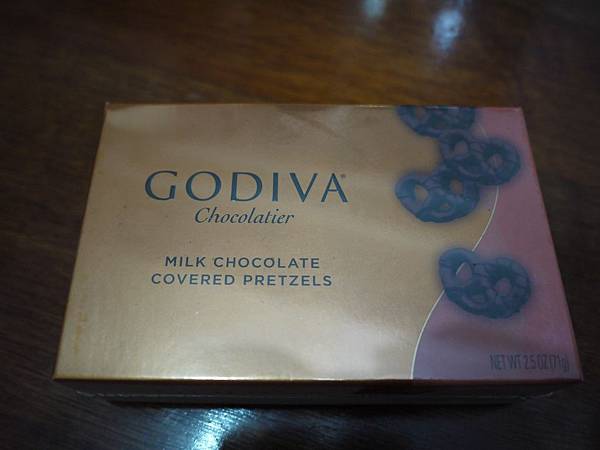 GODIVA®
Chocolatier
MILK CHOCOLATE
COVERED PRETZELS
NET WT 2.5 OZ (71g)